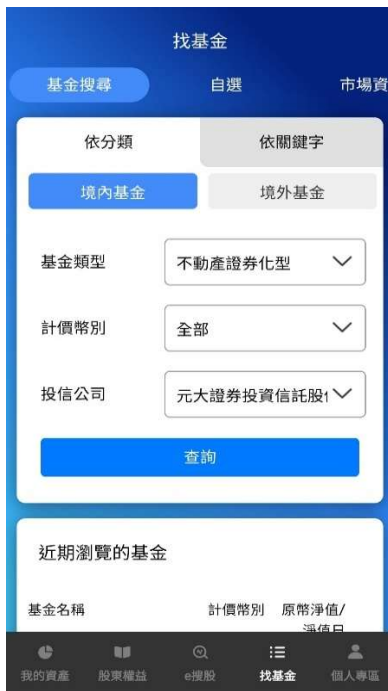 找基金
基金搜尋 自選 市場資
依分類 依關鍵字
境內基金 境外基金
基金類型 不動產證券化型
計價幣別 全部
投信公司 元大證券投資信託股
查詢
近期瀏覽的基金
基金名稱 計價幣別 原幣淨值/
淨值日
我的資產 股東權益 e搜股 找基金 個人專區